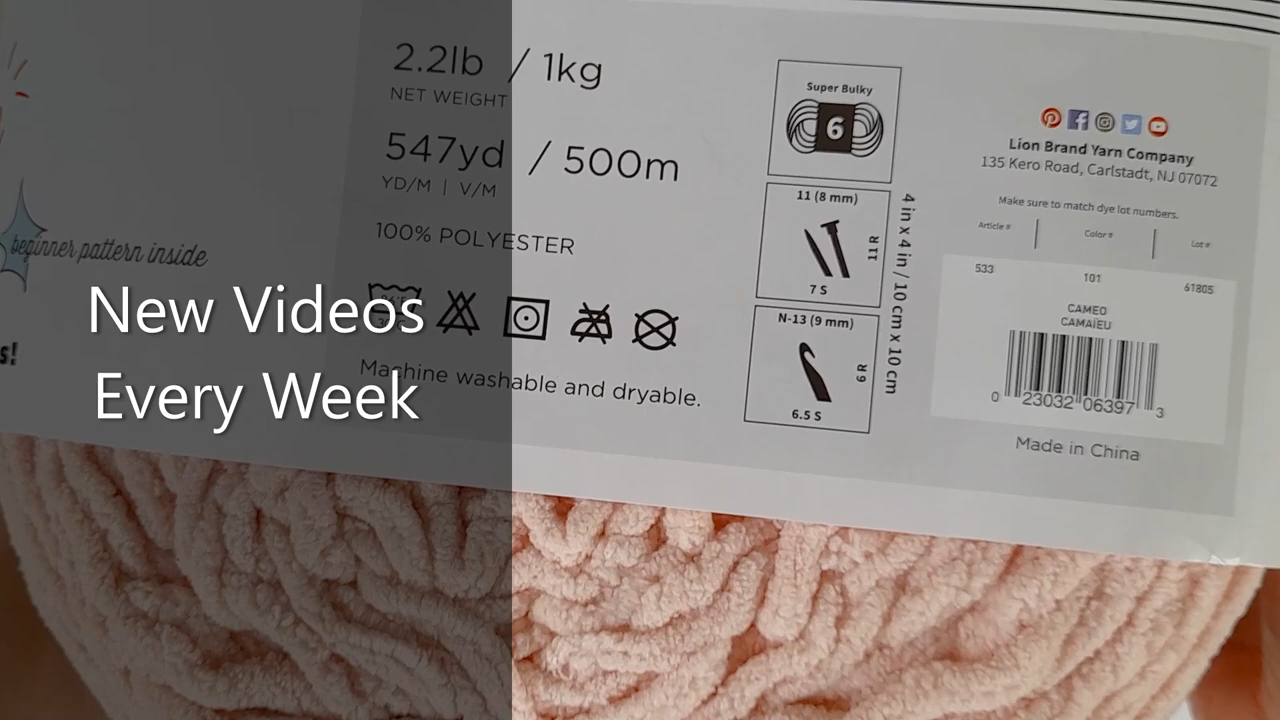 2.2lb / 1kg
NET WEIGHT
547yd / 500m
YD/M | V/M
100% POLYESTER
Machine washable and dryable.
beginner pattern inside
s!
New Videos
Every Week
Super Bulky
6
11 (8 mm)
11 R
7 S
N-13 (9 mm)
9 R
6.5 S
4 in x 4 in / 10 cm x 10 cm
Lion Brand Yarn Company
135 Kero Road, Carlstadt, NJ 07072
Make sure to match dye lot numbers.
Article # Color # Lot #
533 101 61805
CAMEO
CAMAÏEU
0 23032 06397 3
Made in China